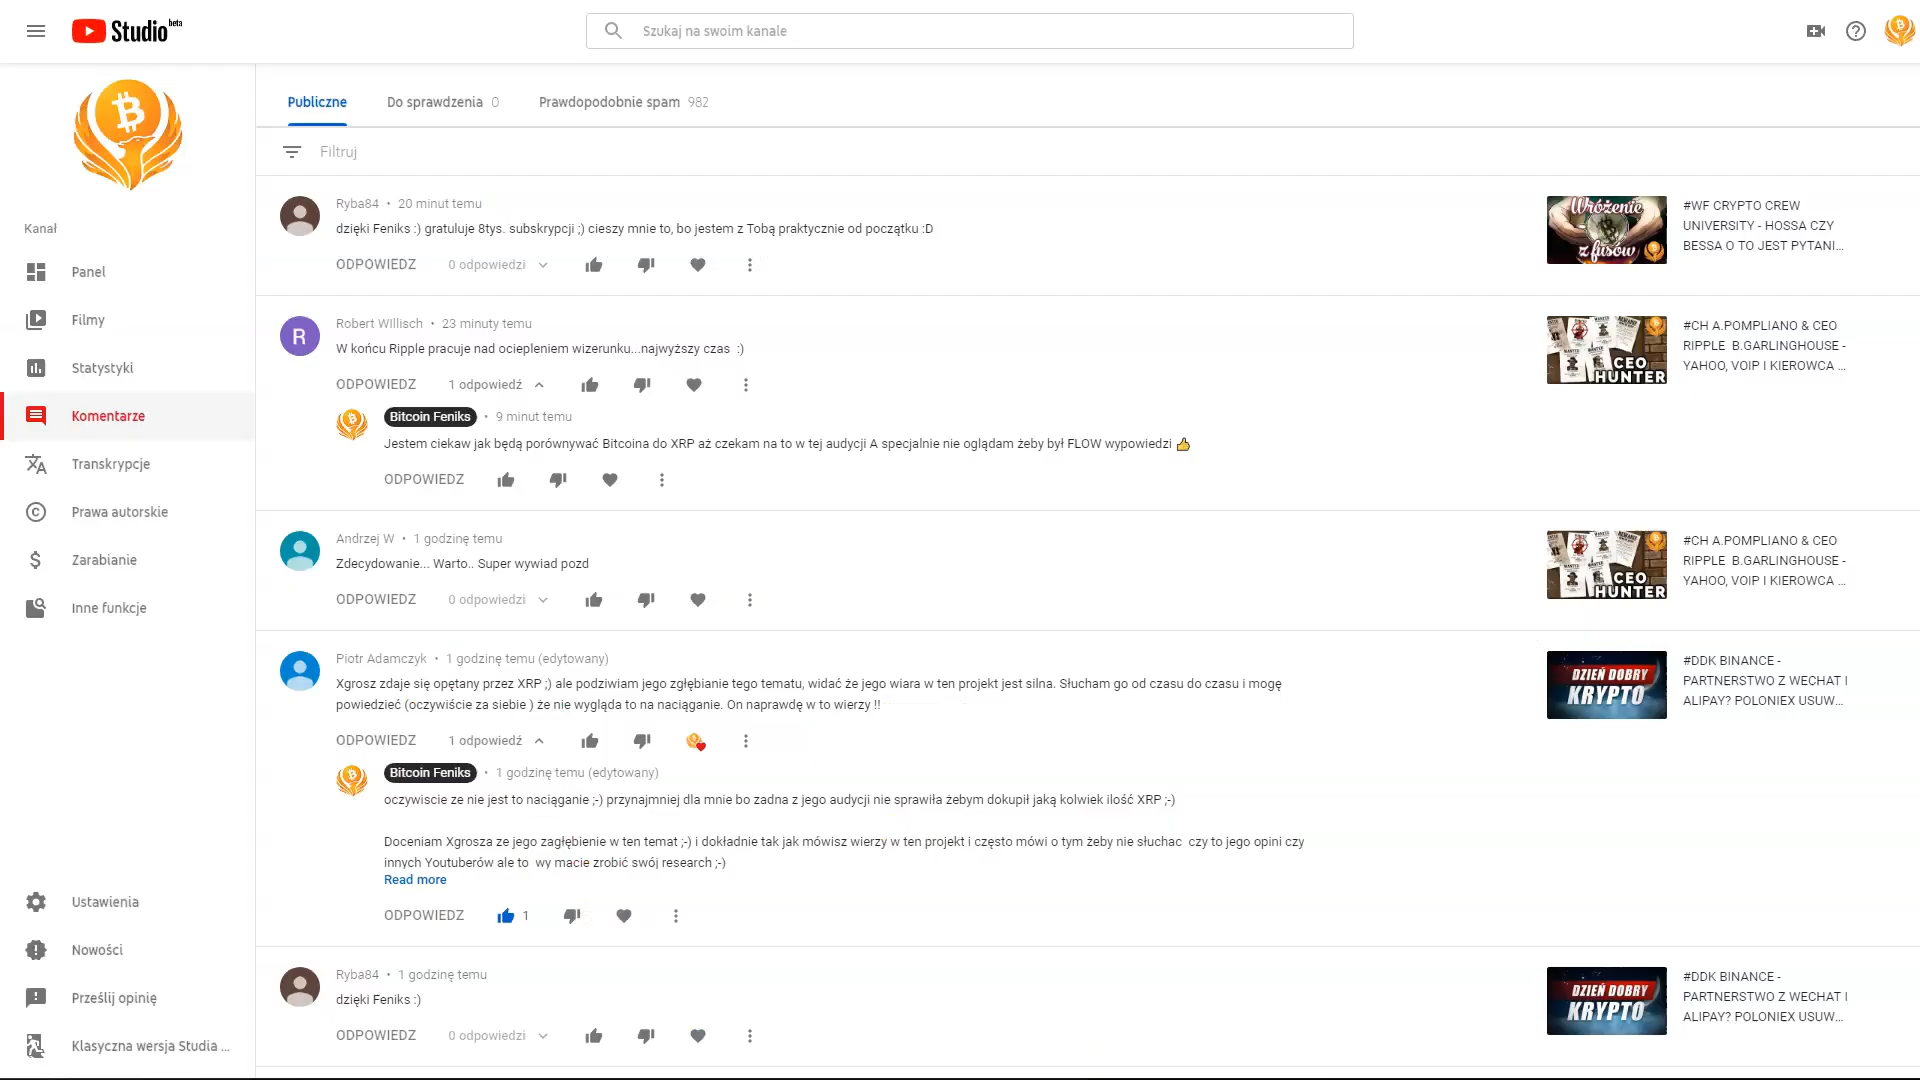 Studio beta
Szukaj na swoim kanale
Kanał
Panel
Filmy
Statystyki
Komentarze
Transkrypcje
Prawa autorskie
Zarabianie
Inne funkcje
Ustawienia
Nowości
Prześlij opinię
Klasyczna wersja Studia ...
Publiczne Do sprawdzenia 0 Prawdopodobnie spam 982
Filtruj
Ryba84 • 20 minut temu
dzięki Feniks :) gratuluje 8tys. subskrypcji ;) cieszy mnie to, bo jestem z Tobą praktycznie od początku :D
ODPOWIEDZ 0 odpowiedzi
Wróżenie
z fusów
#WF CRYPTO CREW
UNIVERSITY - HOSSA CZY
BESSA O TO JEST PYTANI...
Robert WIllisch • 23 minuty temu
W końcu Ripple pracuje nad ociepleniem wizerunku...najwyższy czas :)
ODPOWIEDZ 1 odpowiedź
CEO
HUNTER
#CH A.POMPLIANO & CEO
RIPPLE B.GARLINGHOUSE -
YAHOO, VOIP I KIEROWCA ...
Bitcoin Feniks • 9 minut temu
Jestem ciekaw jak będą porównywać Bitcoina do XRP aż czekam na to w tej audycji A specjalnie nie oglądam żeby był FLOW wypowiedzi 👍
ODPOWIEDZ
Andrzej W • 1 godzinę temu
Zdecydowanie... Warto.. Super wywiad pozd
ODPOWIEDZ 0 odpowiedzi
CEO
HUNTER
#CH A.POMPLIANO & CEO
RIPPLE B.GARLINGHOUSE -
YAHOO, VOIP I KIEROWCA ...
Piotr Adamczyk • 1 godzinę temu (edytowany)
Xgrosz zdaje się opętany przez XRP ;) ale podziwiam jego zgłębianie tego tematu, widać że jego wiara w ten projekt jest silna. Słucham go od czasu do czasu i mogę
powiedzieć (oczywiście za siebie ) że nie wygląda to na naciąganie. On naprawdę w to wierzy !!
ODPOWIEDZ 1 odpowiedź
DZIEŃ DOBRY
KRYPTO
#DDK BINANCE -
PARTNERSTWO Z WECHAT I
ALIPAY? POLONIEX USUW...
Bitcoin Feniks • 1 godzinę temu (edytowany)
oczywiscie ze nie jest to naciąganie ;-) przynajmniej dla mnie bo zadna z jego audycji nie sprawiła żebym dokupił jaką kolwiek ilość XRP ;-)
Doceniam Xgrosza ze jego zagłębienie w ten temat ;-) i dokładnie tak jak mówisz wierzy w ten projekt i często mówi o tym żeby nie słuchac czy to jego opini czy
innych Youtuberów ale to wy macie zrobić swój research ;-)
Read more
ODPOWIEDZ 1
Ryba84 • 1 godzinę temu
dzięki Feniks :)
ODPOWIEDZ 0 odpowiedzi
DZIEŃ DOBRY
KRYPTO
#DDK BINANCE -
PARTNERSTWO Z WECHAT I
ALIPAY? POLONIEX USUW...